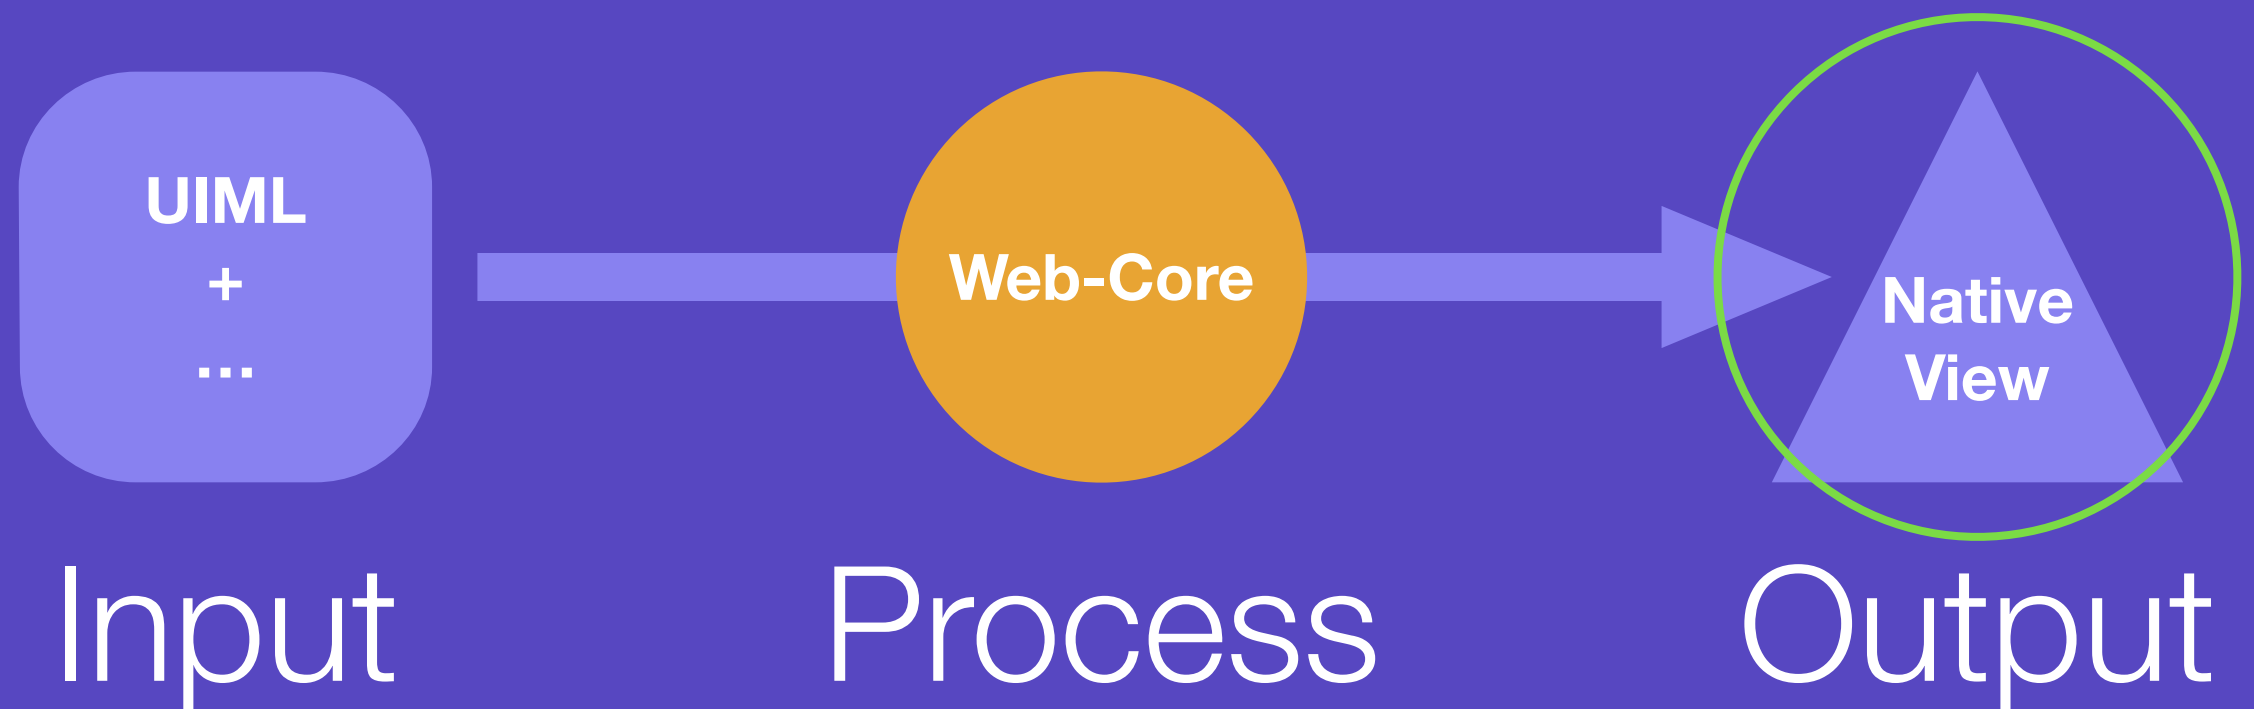 UIML
+
...
Web-Core
Native
View
Input
Process
Output